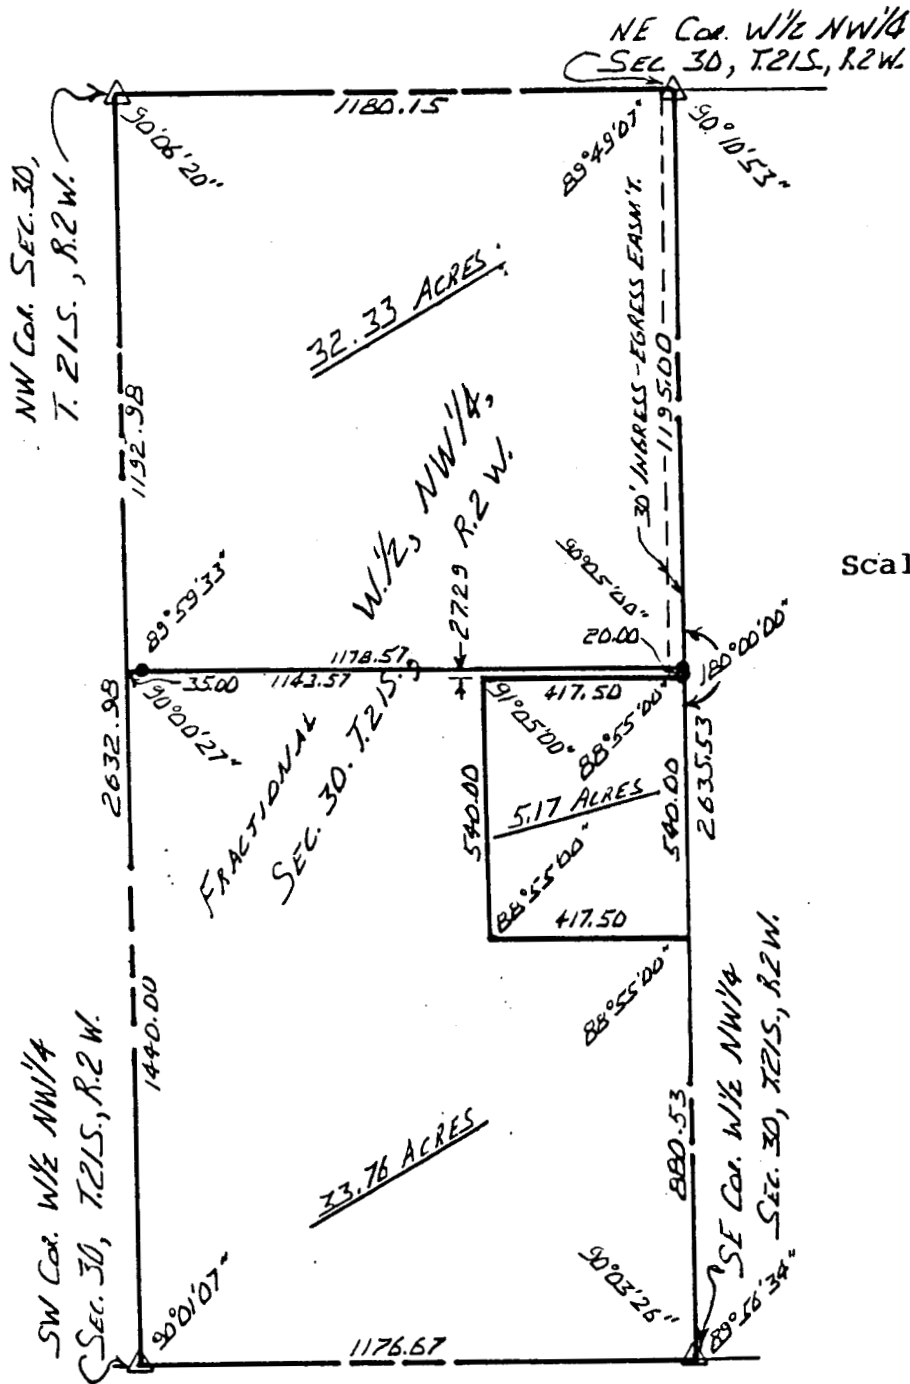 NE COR. W1/2 NW1/4
SEC. 30, T.21S., R.2W.
1180.15
90°06'20"
89°49'07"
90°10'53"
NW COR. SEC. 30,
T.21S., R.2W.
30' INGRESS-EGRESS EASM'T.
32.33 ACRES.
1192.98
1195.00
W.1/2, NW1/4,
FRACTIONAL
SEC. 30. T.21S., R.2 W.
27.29
89°59'33"
90°05'00"
Scal
20.00
180°00'00"
1178.57
35.00
1143.57
417.50
90°00'27"
91°05'00"
88°55'00"
2632.98
2635.53
540.00
540.00
5.17 ACRES
88°55'00"
417.50
88°55'00"
1440.00
SW COR. W1/2 NW1/4
SEC. 30, T.21S., R.2W.
SE COR. W1/2 NW1/4
SEC. 30, T.21S., R.2W.
880.53
33.76 ACRES
90°01'07"
90°03'26"
89°56'34"
1176.67